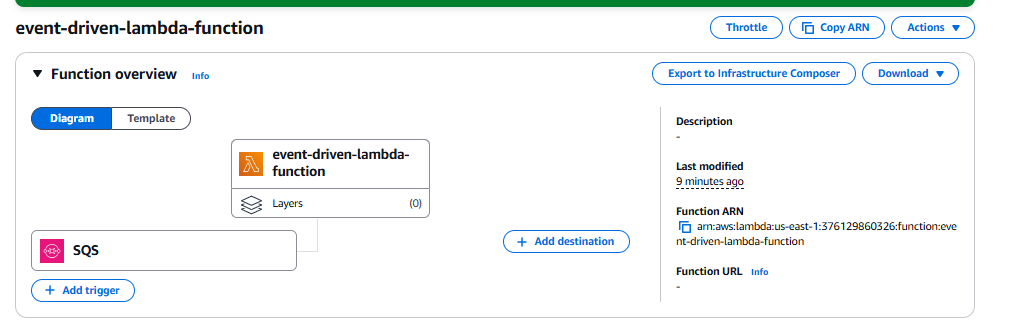 event-driven-lambda-function
Throttle
Copy ARN
Actions
Function overview
Info
Export to Infrastructure Composer
Download
Diagram
Template
event-driven-lambda-
function
Layers
(0)
SQS
Add trigger
Add destination
Description
-
Last modified
9 minutes ago
Function ARN
arn:aws:lambda:us-east-1:376129860326:function:eve
nt-driven-lambda-function
Function URL
Info
-